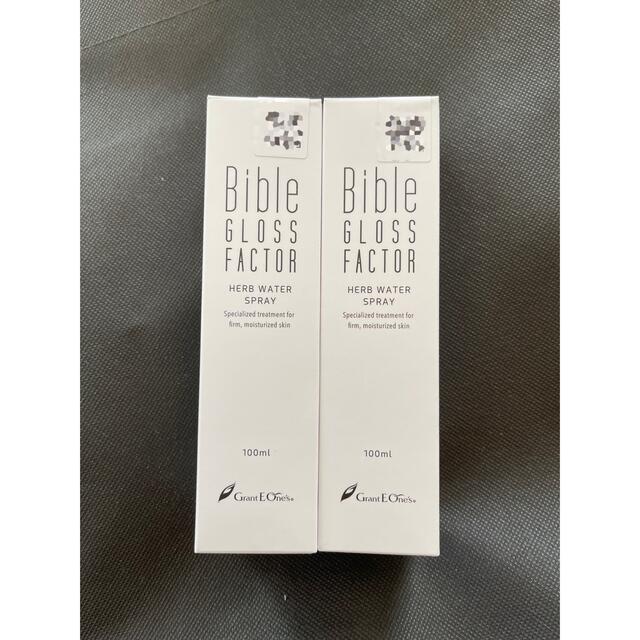 Bible
GLOSS
FACTOR
HERB WATER
SPRAY
Specialized treatment for
firm, moisturized skin
100ml
Grant E One's
Bible
GLOSS
FACTOR
HERB WATER
SPRAY
Specialized treatment for
firm, moisturized skin
100ml
Grant E One's